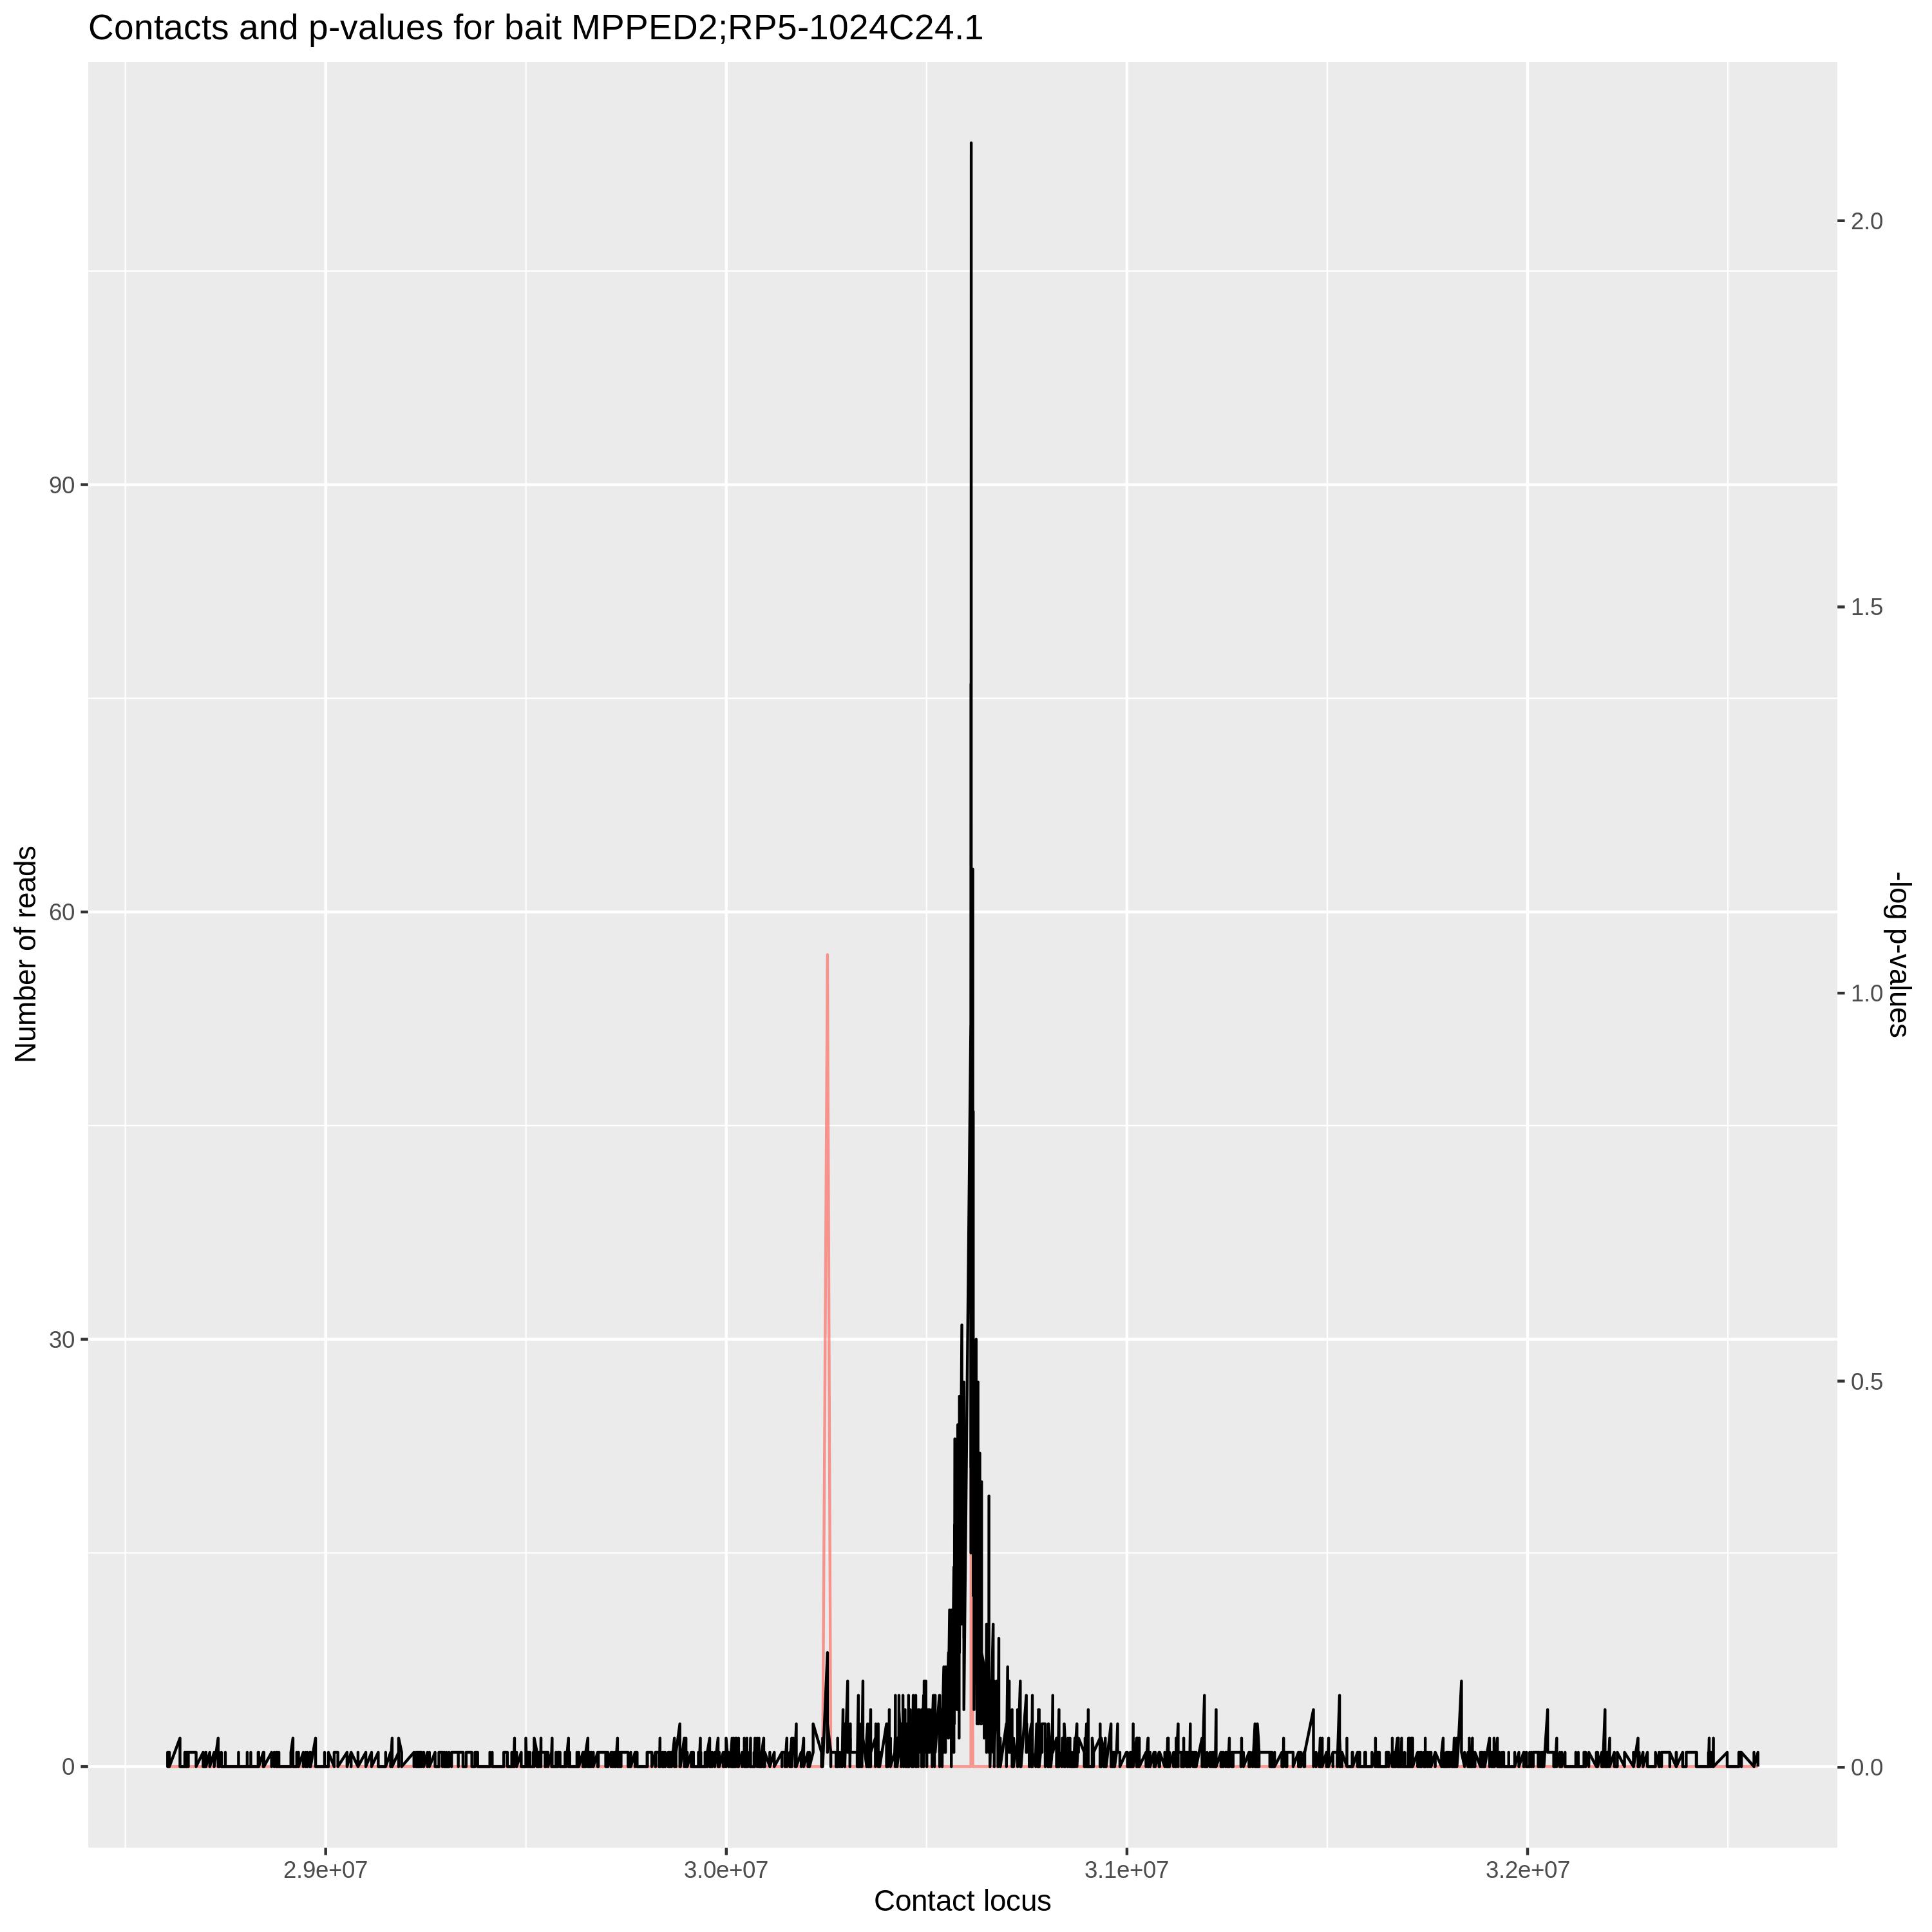 Contacts and p-values for bait MPPED2;RP5-1024C24.1
2.0
90
1.5
Number of reads
60
1.0
-log p-values
30
0.5
0
0.0
2.9e+07
3.0e+07
3.1e+07
3.2e+07
Contact locus